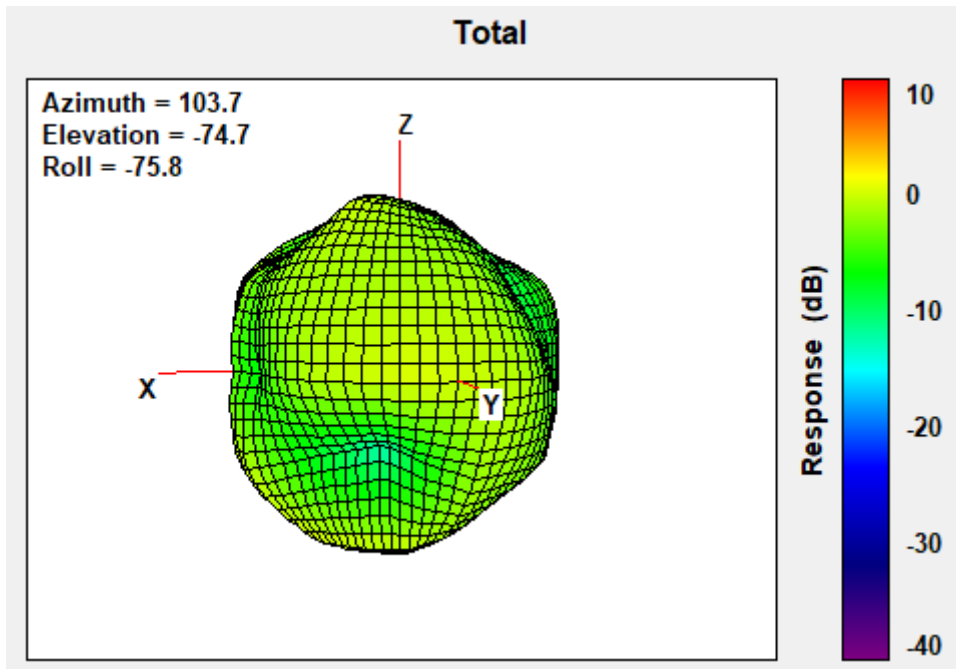 Total
Azimuth = 103.7
Elevation = -74.7
Roll = -75.8
Z
X
Y
Response (dB)
10
0
-10
-20
-30
-40